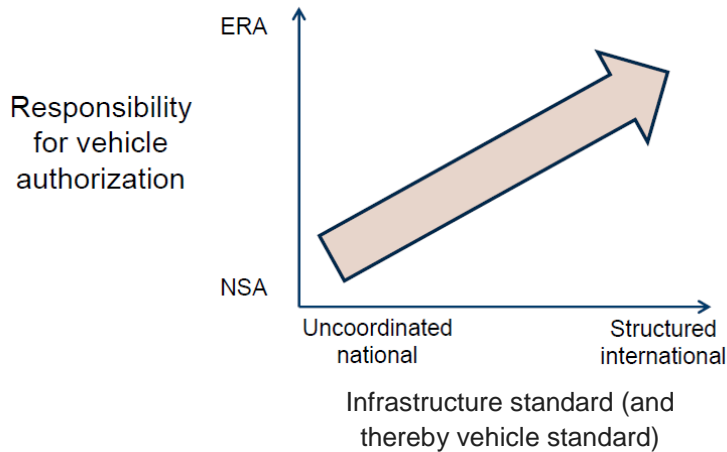 ERA
Responsibility
for vehicle
authorization
NSA
Uncoordinated
national
Structured
international
Infrastructure standard (and
thereby vehicle standard)